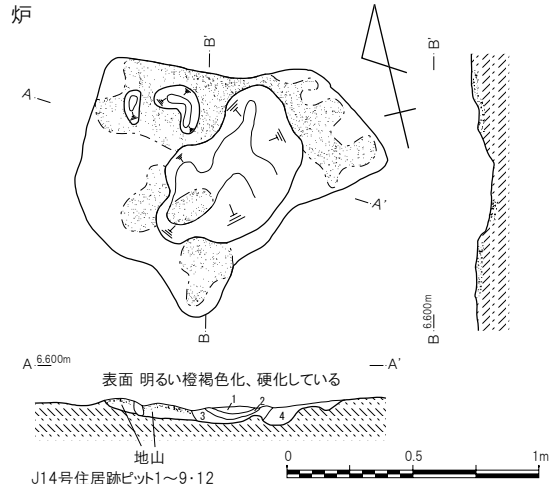 炉
B'
B'
A
A'
B
B 6.600m
A 6.600m
A'
表面 明るい橙褐色化、硬化している
1
2
3
4
地山
J14号住居跡ピット1～9・12
0
0.5
1m